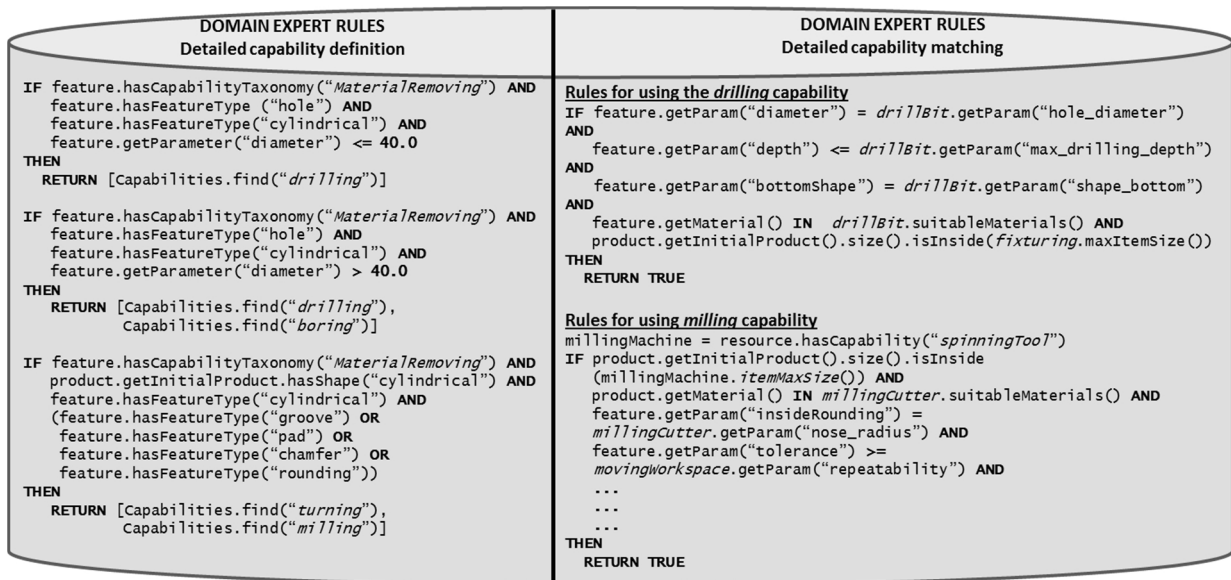 DOMAIN EXPERT RULES
Detailed capability definition
IF feature.hasCapabilityTaxonomy(“MaterialRemoving”) AND
feature.hasFeatureType (“hole”) AND
feature.hasFeatureType(“cylindrical”) AND
feature.getParameter(“diameter”) <= 40.0
THEN
RETURN [Capabilities.find(“drilling”)]
IF feature.hasCapabilityTaxonomy(“MaterialRemoving”) AND
feature.hasFeatureType(“hole”) AND
feature.hasFeatureType(“cylindrical”) AND
feature.getParameter(“diameter”) > 40.0
THEN
RETURN [Capabilities.find(“drilling”),
Capabilities.find(“boring”)]
IF feature.hasCapabilityTaxonomy(“MaterialRemoving”) AND
product.getInitialProduct.hasShape(“cylindrical”) AND
feature.hasFeatureType(“cylindrical”) AND
(feature.hasFeatureType(“groove”) OR
feature.hasFeatureType(“pad”) OR
feature.hasFeatureType(“chamfer”) OR
feature.hasFeatureType(“rounding”))
THEN
RETURN [Capabilities.find(“turning”),
Capabilities.find(“milling”)]
DOMAIN EXPERT RULES
Detailed capability matching
Rules for using the drilling capability
IF feature.getParam(“diameter”) = drillBit.getParam(“hole_diameter”)
AND
feature.getParam(“depth”) <= drillBit.getParam(“max_drilling_depth”)
AND
feature.getParam(“bottomShape”) = drillBit.getParam(“shape_bottom”)
AND
feature.getMaterial() IN drillBit.suitableMaterials() AND
product.getInitialProduct().size().isInside(fixturing.maxItemSize())
THEN
RETURN TRUE
Rules for using milling capability
millingMachine = resource.hasCapability(“spinningTool”)
IF product.getInitialProduct().size().isInside
(millingMachine.itemMaxSize()) AND
product.getMaterial() IN millingCutter.suitableMaterials() AND
feature.getParam(“insideRounding”) =
millingCutter.getParam(“nose_radius”) AND
feature.getParam(“tolerance”) >=
movingWorkspace.getParam(“repeatability”) AND
...
...
...
THEN
RETURN TRUE